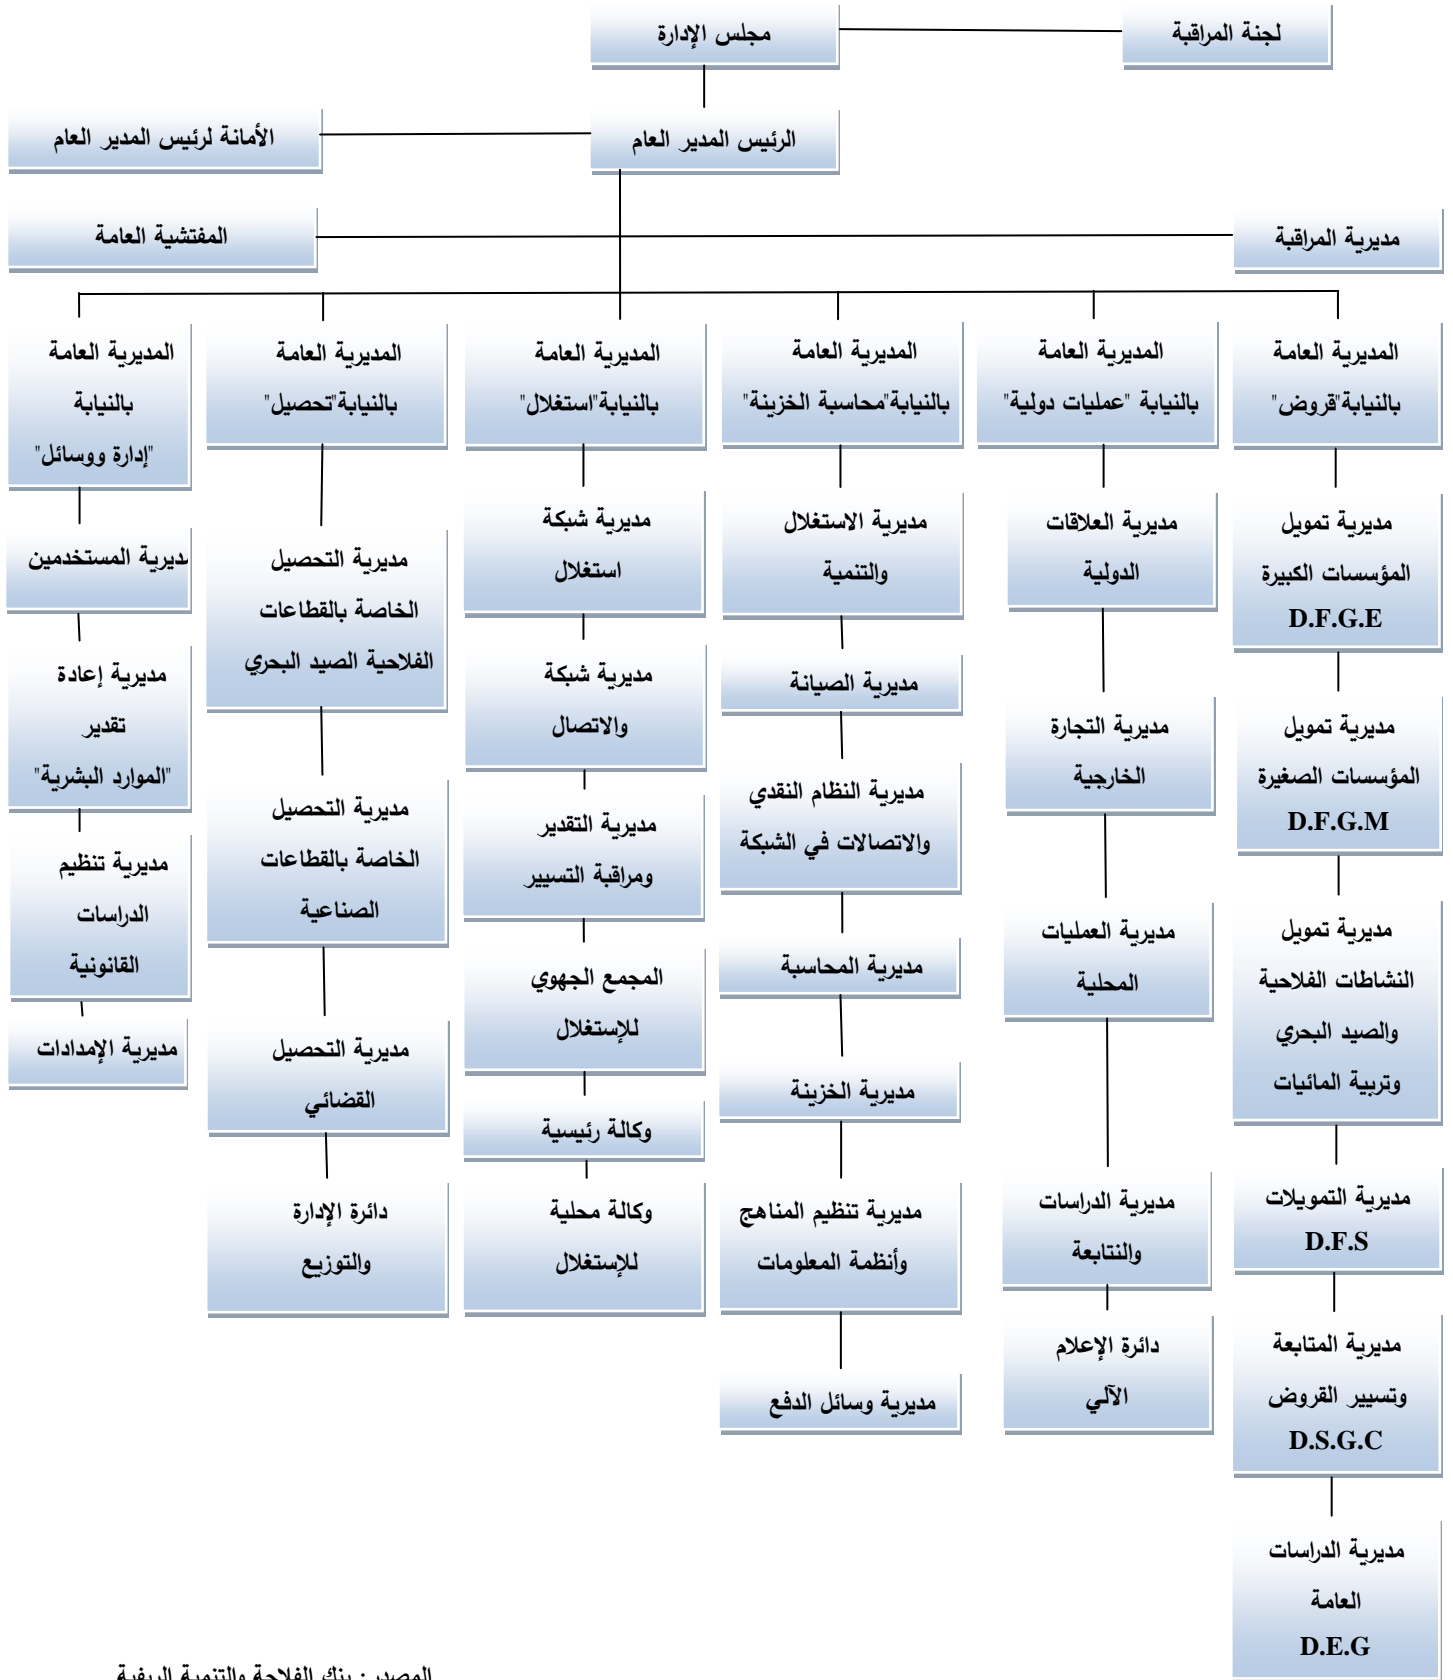 مجلس الإدارة
لجنة المراقبة
الرئيس المدير العام
الأمانة لرئيس المدير العام
مديرية المراقبة
المفتشية العامة
المديرية العامة
بالنيابة"قروض"
مديرية تمويل
المؤسسات الكبيرة
D.F.G.E
مديرية تمويل
المؤسسات الصغيرة
D.F.G.M
مديرية تمويل
النشاطات الفلاحية
والصيد البحري
وتربية المائيات
مديرية التمويلات
D.F.S
مديرية المتابعة
وتسيير القروض
D.S.G.C
مديرية الدراسات
العامة
D.E.G
المديرية العامة
بالنيابة "عمليات دولية"
مديرية العلاقات
الدولية
مديرية التجارة
الخارجية
مديرية العمليات
المحلية
مديرية الدراسات
والنتابعة
دائرة الإعلام
الآلي
المديرية العامة
بالنيابة"محاسبة الخزينة"
مديرية الاستغلال
والتنمية
مديرية الصيانة
مديرية النظام النقدي
والاتصالات في الشبكة
مديرية المحاسبة
مديرية الخزينة
مديرية تنظيم المناهج
وأنظمة المعلومات
مديرية وسائل الدفع
المديرية العامة
بالنيابة"استغلال"
مديرية شبكة
استغلال
مديرية شبكة
والاتصال
مديرية التقدير
ومراقبة التسيير
المجمع الجهوي
للإستغلال
وكالة رئيسية
وكالة محلية
للإستغلال
المديرية العامة
بالنيابة"تحصيل"
مديرية التحصيل
الخاصة بالقطاعات
الفلاحية الصيد البحري
مديرية التحصيل
الخاصة بالقطاعات
الصناعية
مديرية التحصيل
القضائي
دائرة الإدارة
والتوزيع
المديرية العامة
بالنيابة
"إدارة ووسائل"
مديرية المستخدمين
مديرية إعادة
تقدير
"الموارد البشرية"
مديرية تنظيم
الدراسات
القانونية
مديرية الإمدادات
المصدر: بنك الفلاحة والتنمية الريفية